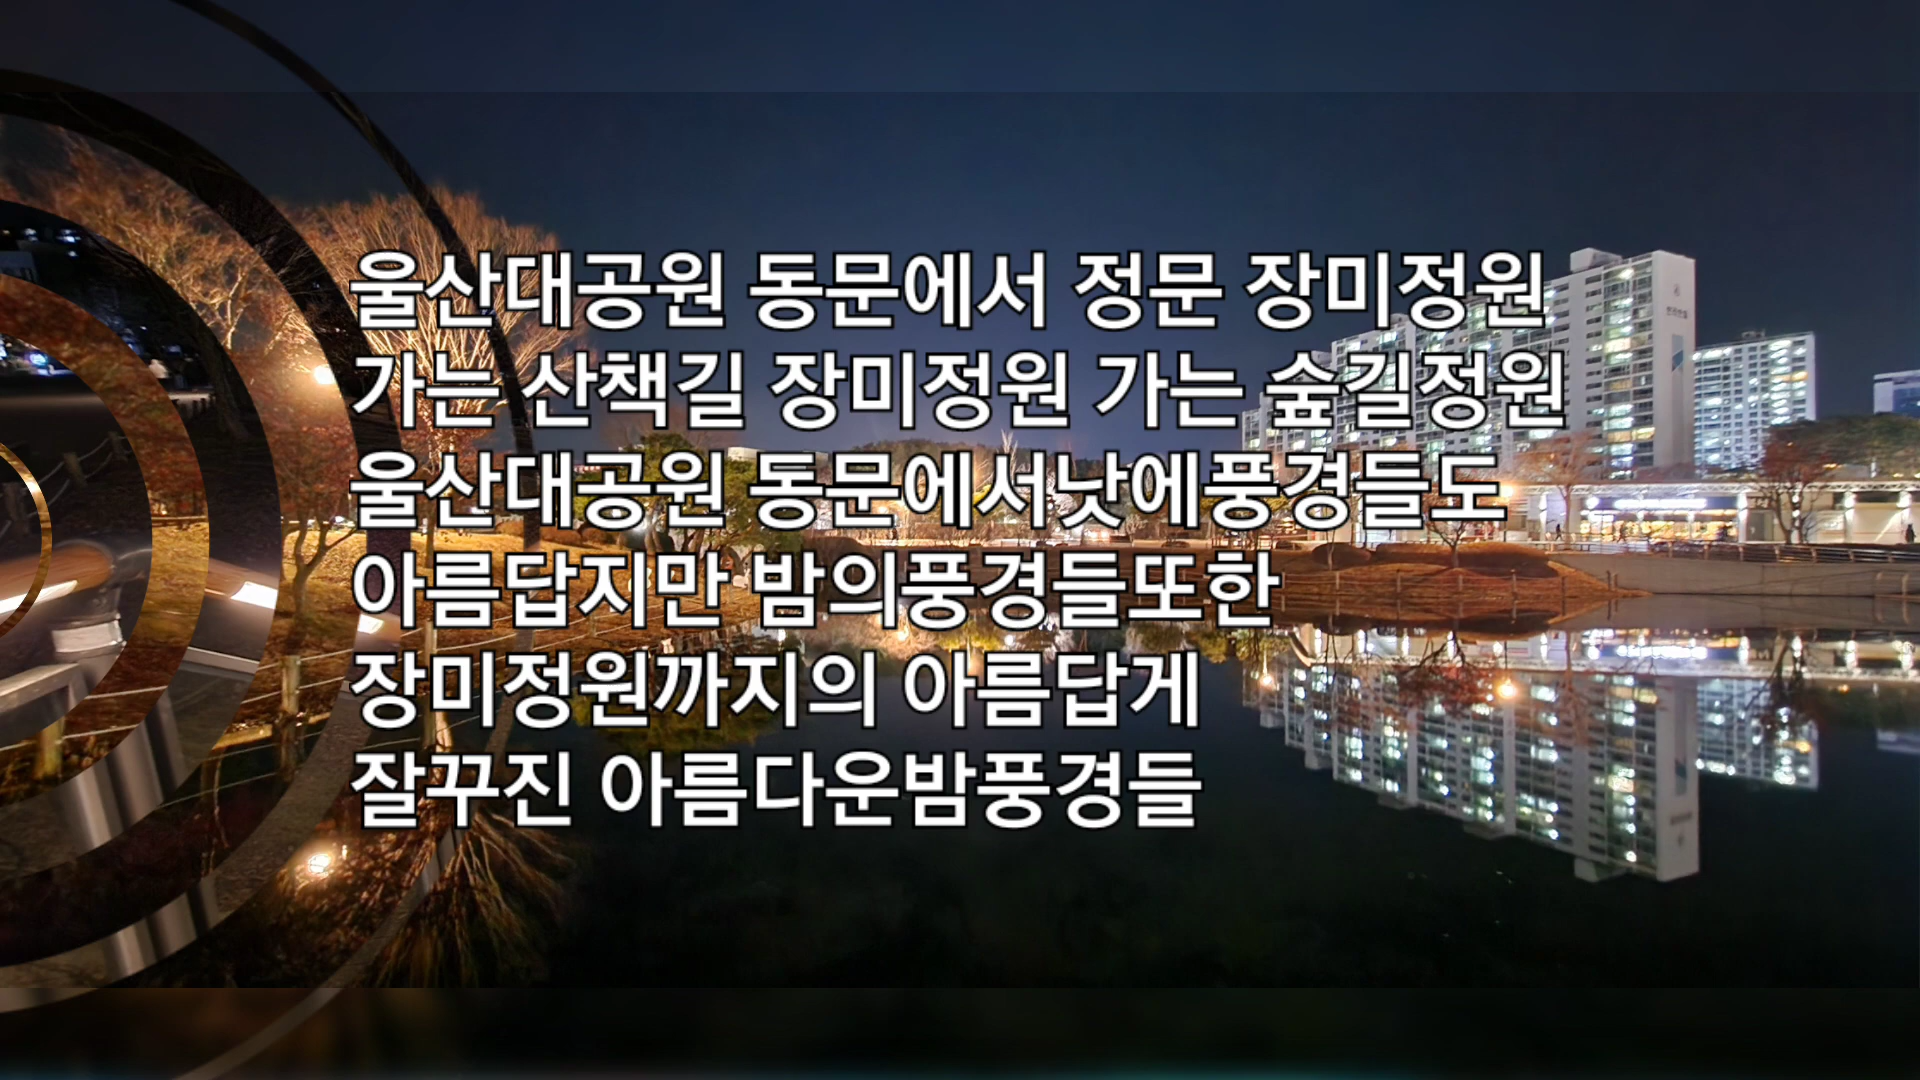 울산대공원 동문에서 정문 장미정원
가는 산책길 장미정원 가는 숲길정원
울산대공원 동문에서낮에풍경들도
아름답지만 밤의풍경들또한
장미정원까지의 아름답게
잘꾸진 아름다운밤풍경들